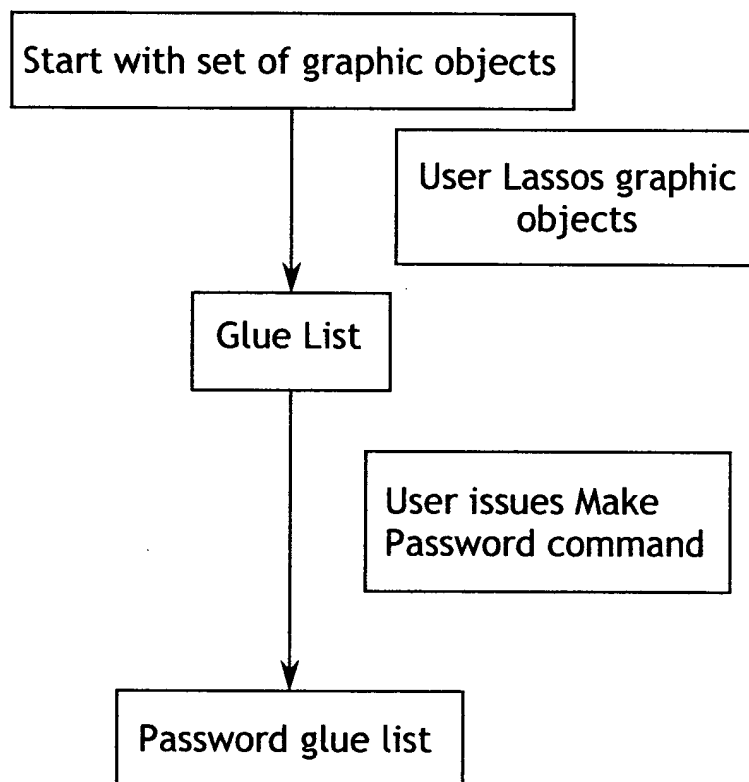 Start with set of graphic objects
User Lassos graphic
objects
Glue List
User issues Make
Password command
Password glue list